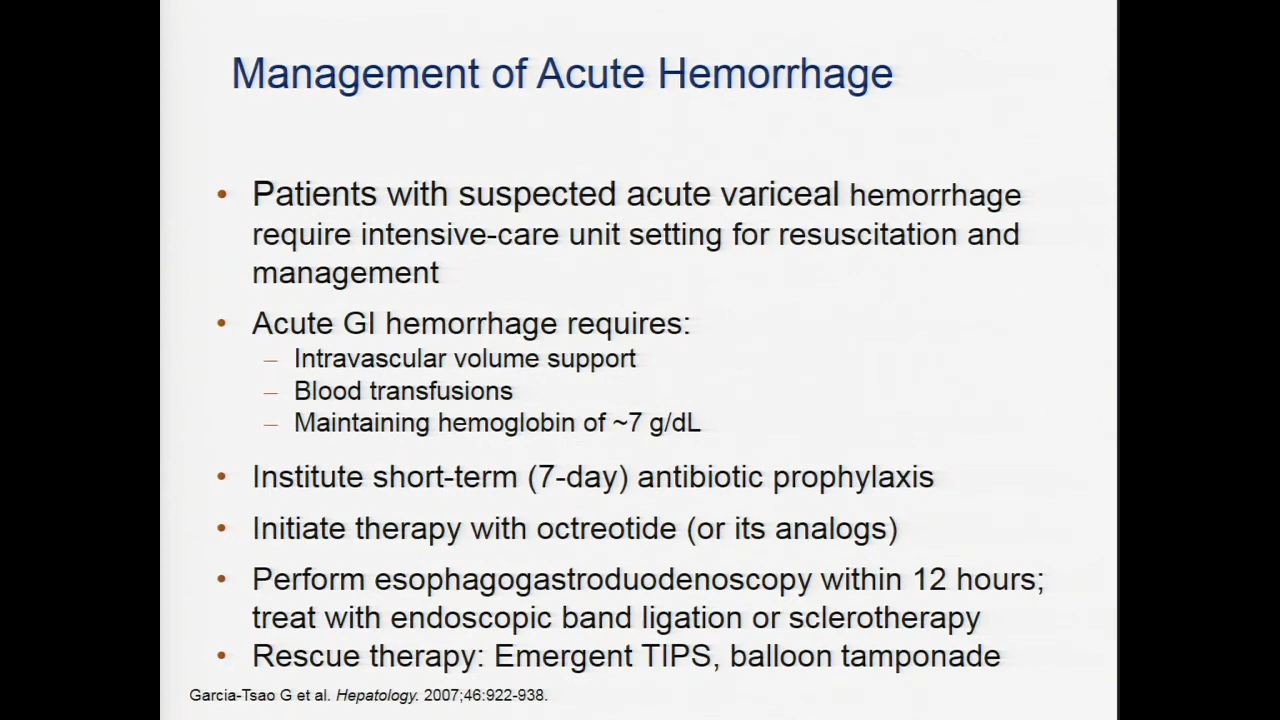 Management of Acute Hemorrhage
• Patients with suspected acute variceal hemorrhage
require intensive-care unit setting for resuscitation and
management
• Acute GI hemorrhage requires:
– Intravascular volume support
– Blood transfusions
– Maintaining hemoglobin of ~7 g/dL
• Institute short-term (7-day) antibiotic prophylaxis
• Initiate therapy with octreotide (or its analogs)
• Perform esophagogastroduodenoscopy within 12 hours;
treat with endoscopic band ligation or sclerotherapy
• Rescue therapy: Emergent TIPS, balloon tamponade
Garcia-Tsao G et al. Hepatology. 2007;46:922-938.